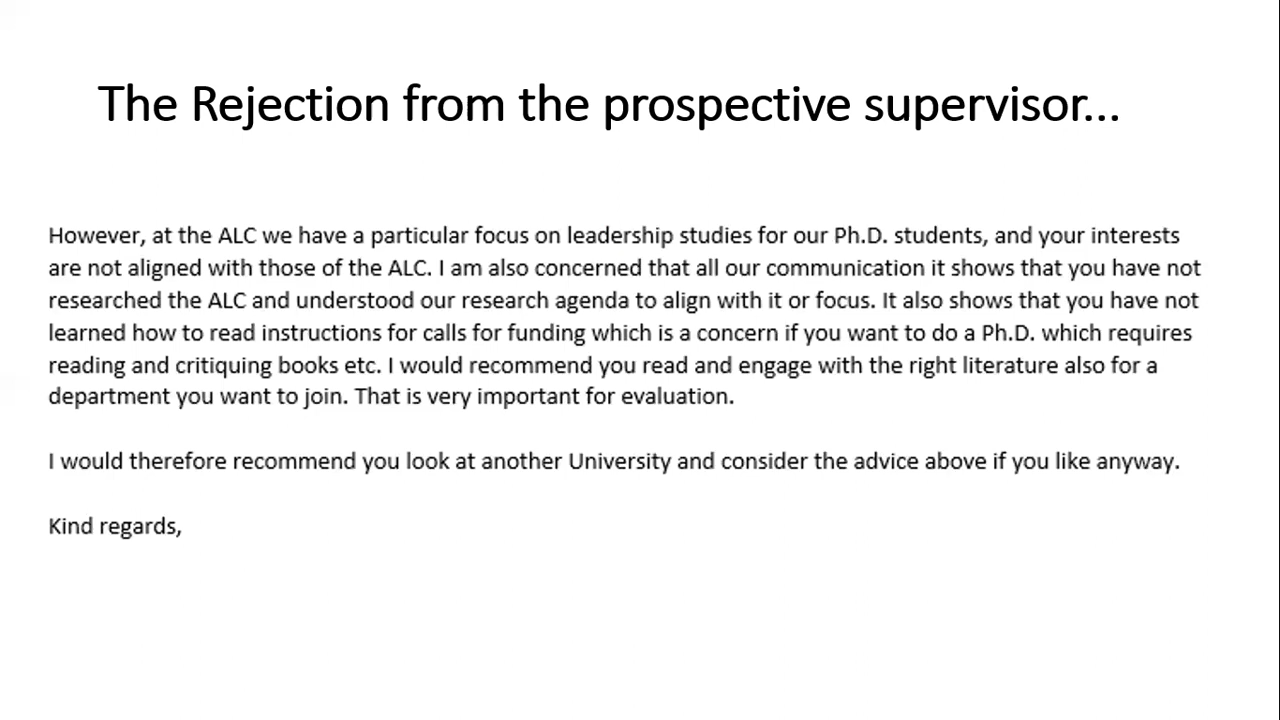 The Rejection from the prospective supervisor...
However, at the ALC we have a particular focus on leadership studies for our Ph.D. students, and your interests
are not aligned with those of the ALC. I am also concerned that all our communication it shows that you have not
researched the ALC and understood our research agenda to align with it or focus. It also shows that you have not
learned how to read instructions for calls for funding which is a concern if you want to do a Ph.D. which requires
reading and critiquing books etc. I would recommend you read and engage with the right literature also for a
department you want to join. That is very important for evaluation.
I would therefore recommend you look at another University and consider the advice above if you like anyway.
Kind regards,